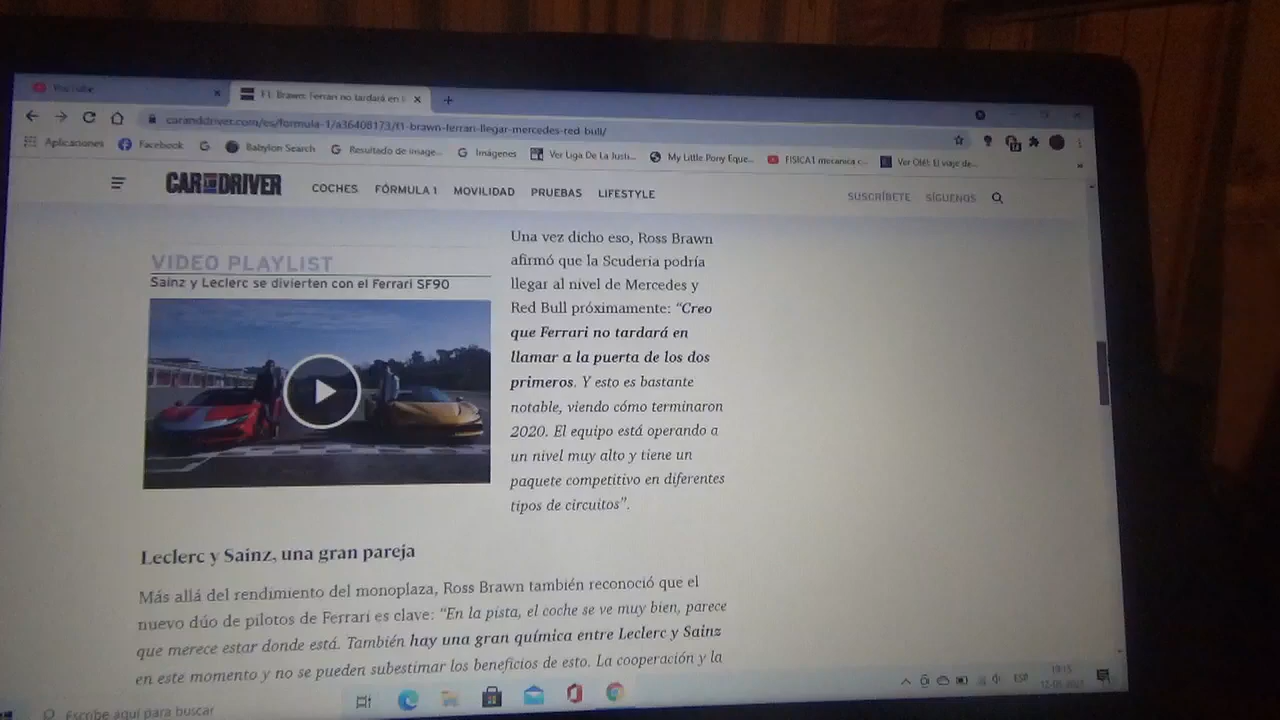 YouTube
F1: Brawn: Ferrari no tardará en
caranddriver.com/es/formula-1/a36408173/f1-brawn-ferrari-llegar-mercedes-red-bull/
Aplicaciones Facebook Babylon Search Resultado de image... Imágenes Ver Liga De La Justi... My Little Pony Eque... FISICA1 mecanica c... Ver Olé!: El viaje de...
CAR AND DRIVER COCHES FÓRMULA 1 MOVILIDAD PRUEBAS LIFESTYLE SUSCRÍBETE SÍGUENOS
VIDEO PLAYLIST
Sainz y Leclerc se divierten con el Ferrari SF90
Una vez dicho eso, Ross Brawn
afirmó que la Scuderia podría
llegar al nivel de Mercedes y
Red Bull próximamente: “Creo
que Ferrari no tardará en
llamar a la puerta de los dos
primeros. Y esto es bastante
notable, viendo cómo terminaron
2020. El equipo está operando a
un nivel muy alto y tiene un
paquete competitivo en diferentes
tipos de circuitos”.
Leclerc y Sainz, una gran pareja
Más allá del rendimiento del monoplaza, Ross Brawn también reconoció que el
nuevo dúo de pilotos de Ferrari es clave: “En la pista, el coche se ve muy bien, parece
que merece estar donde está. También hay una gran química entre Leclerc y Sainz
en este momento y no se pueden subestimar los beneficios de esto. La cooperación y la
Escribe aquí para buscar
ESP
19:15